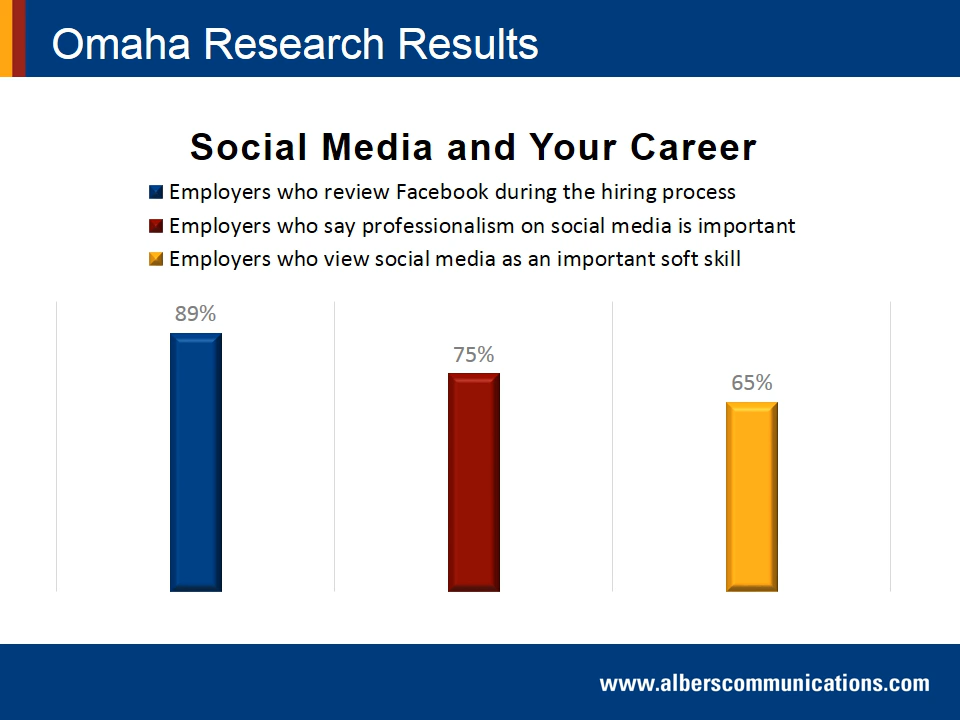 Omaha Research Results
Social Media and Your Career
Employers who review Facebook during the hiring process
Employers who say professionalism on social media is important
Employers who view social media as an important soft skill
89%
75%
65%
www.alberscommunications.com